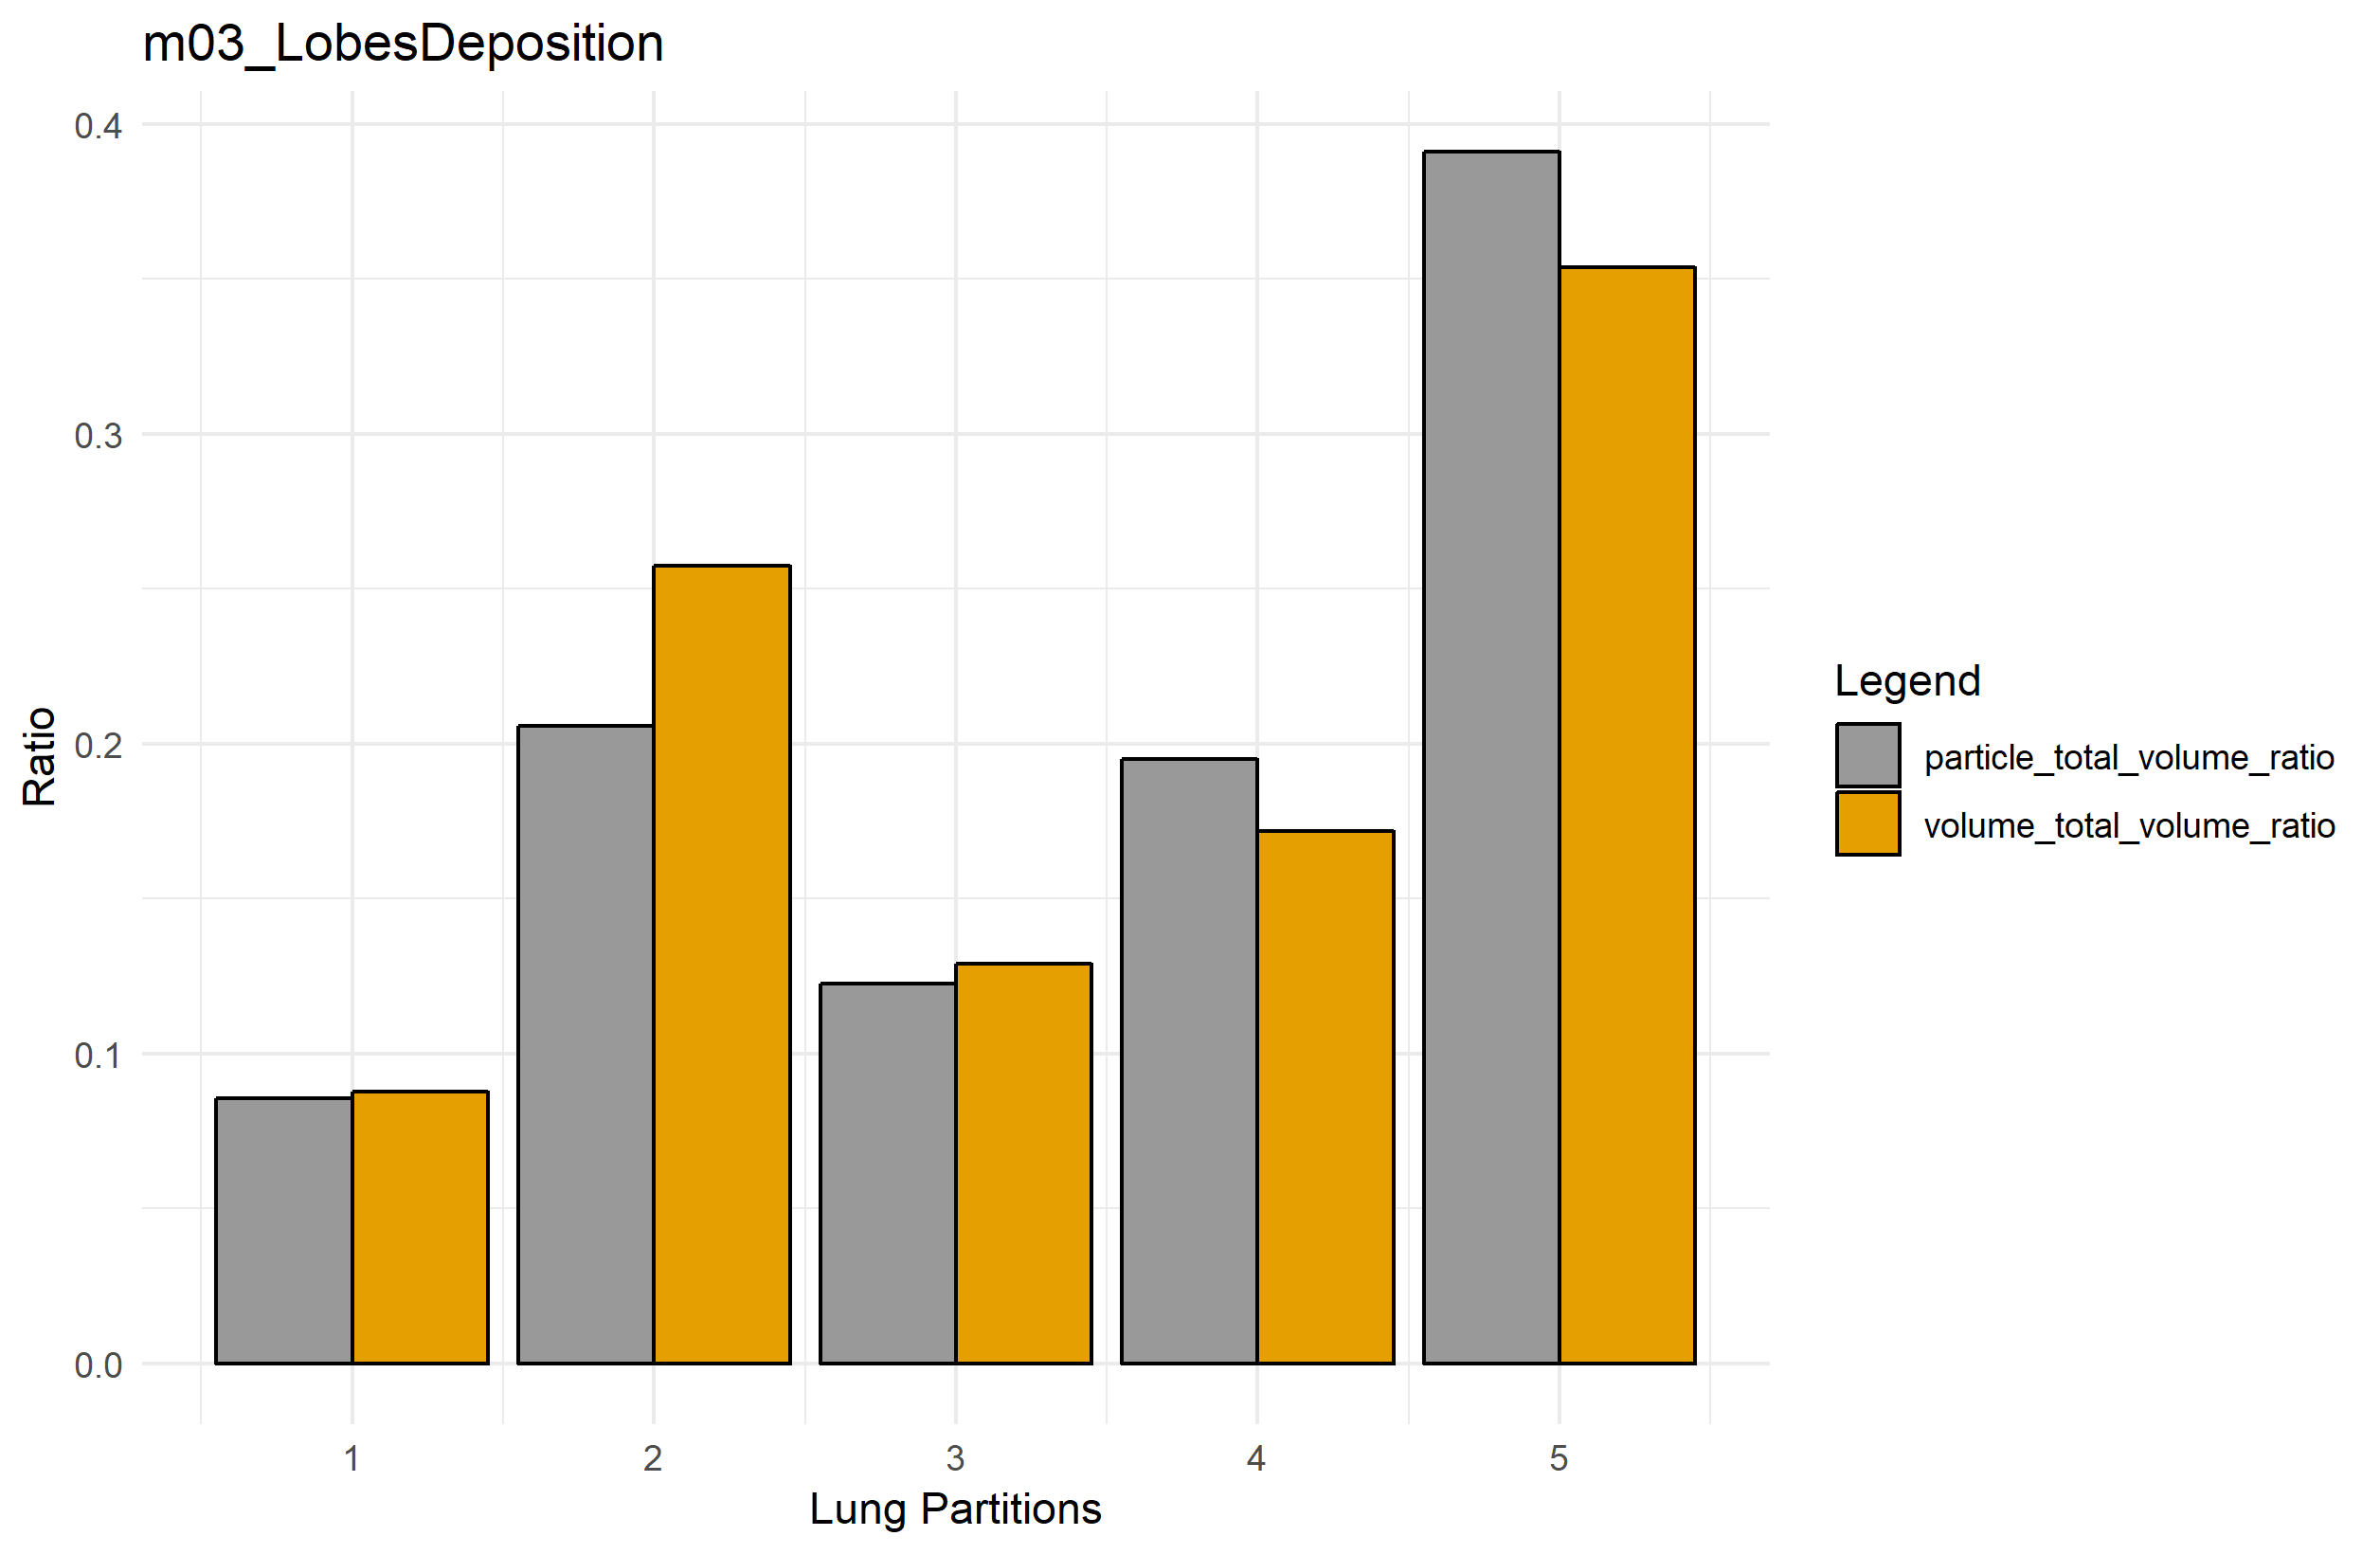 m03_LobesDeposition
0.4
0.3
0.2
0.1
0.0
Ratio
1 2 3 4 5
Lung Partitions
Legend
particle_total_volume_ratio
volume_total_volume_ratio